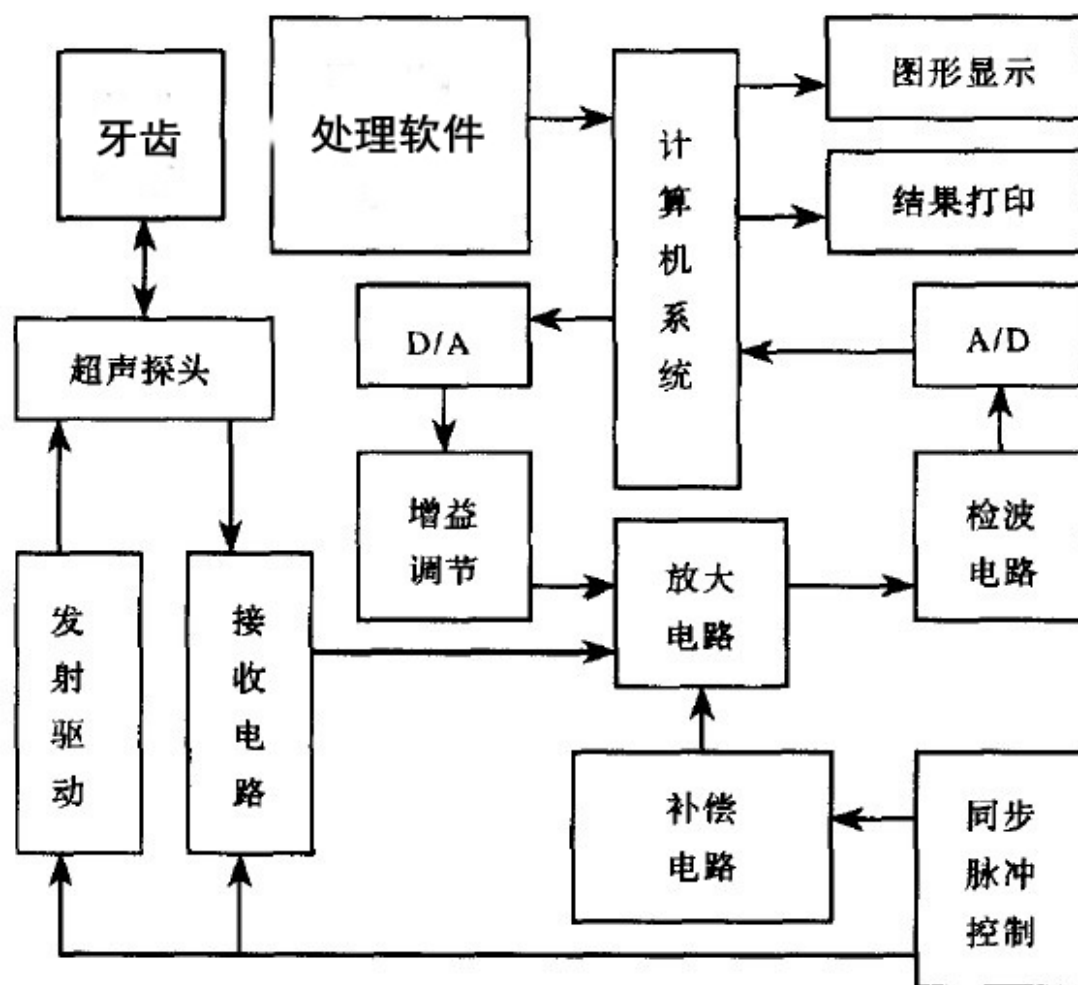 牙齿
处理软件
计算机系统
图形显示
结果打印
超声探头
D/A
A/D
增益
调节
放大
电路
检波
电路
发射驱动
接收电路
补偿
电路
同步
脉冲
控制